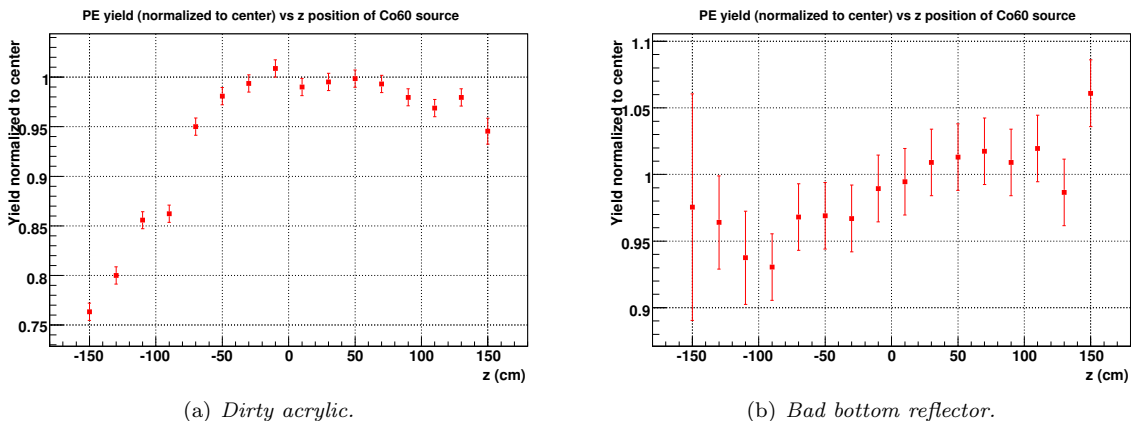 PE yield (normalized to center) vs z position of Co60 source
Yield normalized to center
1
0.95
0.9
0.85
0.8
0.75
-150 -100 -50 0 50 100 150
z (cm)
(a) Dirty acrylic.
PE yield (normalized to center) vs z position of Co60 source
Yield normalized to center
1.1
1.05
1
0.95
0.9
-150 -100 -50 0 50 100 150
z (cm)
(b) Bad bottom reflector.